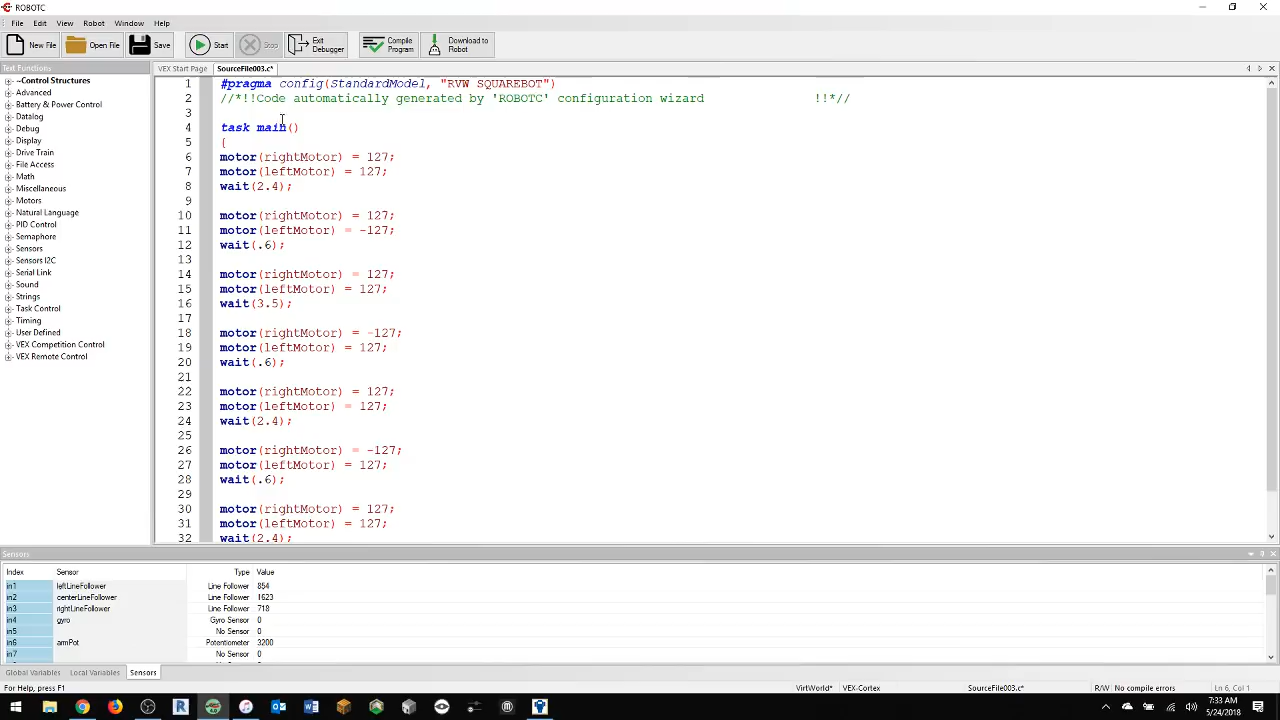 ROBOTC
File Edit View Robot Window Help
New File Open File Save Start Stop Exit Debugger Compile Program Download to Robot
Text Functions
VEX Start Page SourceFile003.c*
~Control Structures
Advanced
Battery & Power Control
Datalog
Debug
Display
Drive Train
File Access
Math
Miscellaneous
Motors
Natural Language
PID Control
Semaphore
Sensors
Sensors I2C
Serial Link
Sound
Strings
Task Control
Timing
User Defined
VEX Competition Control
VEX Remote Control
1 #pragma config(StandardModel, "RVW SQUAREBOT")
2 //*!!Code automatically generated by 'ROBOTC' configuration wizard !!*//
3
4 task main()
5 {
6 motor(rightMotor) = 127;
7 motor(leftMotor) = 127;
8 wait(2.4);
9
10 motor(rightMotor) = 127;
11 motor(leftMotor) = -127;
12 wait(.6);
13
14 motor(rightMotor) = 127;
15 motor(leftMotor) = 127;
16 wait(3.5);
17
18 motor(rightMotor) = -127;
19 motor(leftMotor) = 127;
20 wait(.6);
21
22 motor(rightMotor) = 127;
23 motor(leftMotor) = 127;
24 wait(2.4);
25
26 motor(rightMotor) = -127;
27 motor(leftMotor) = 127;
28 wait(.6);
29
30 motor(rightMotor) = 127;
31 motor(leftMotor) = 127;
32 wait(2.4);
Sensors
Index Sensor Type Value
in1 leftLineFollower Line Follower 854
in2 centerLineFollower Line Follower 1623
in3 rightLineFollower Line Follower 718
in4 gyro Gyro Sensor 0
in5 No Sensor 0
in6 armPot Potentiometer 3200
in7 No Sensor 0
Global Variables Local Variables Sensors
For Help, press F1 VirtWorld* VEX-Cortex SourceFile003.c* R/W No compile errors Ln 6, Col 1
7:33 AM
5/24/2018